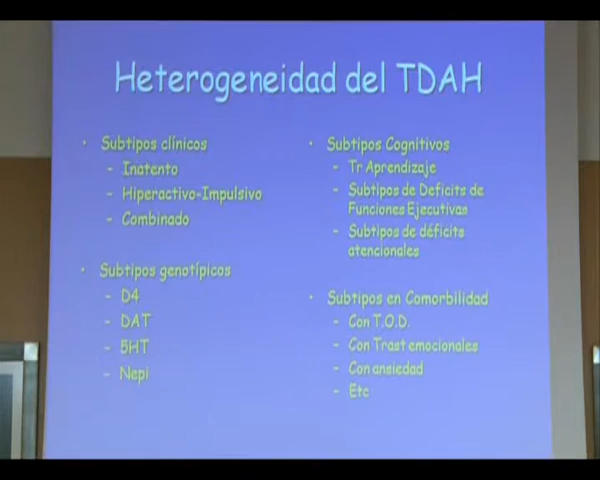 Heterogeneidad del TDAH
• Subtipos clínicos
- Inatento
- Hiperactivo-Impulsivo
- Combinado
• Subtipos genotípicos
- D4
- DAT
- 5HT
- Nepi
• Subtipos Cognitivos
- Tr Aprendizaje
- Subtipos de Deficits de
Funciones Ejecutivas
- Subtipos de déficits
atencionales
• Subtipos en Comorbilidad
- Con T.O.D.
- Con Trast emocionales
- Con ansiedad
- Etc